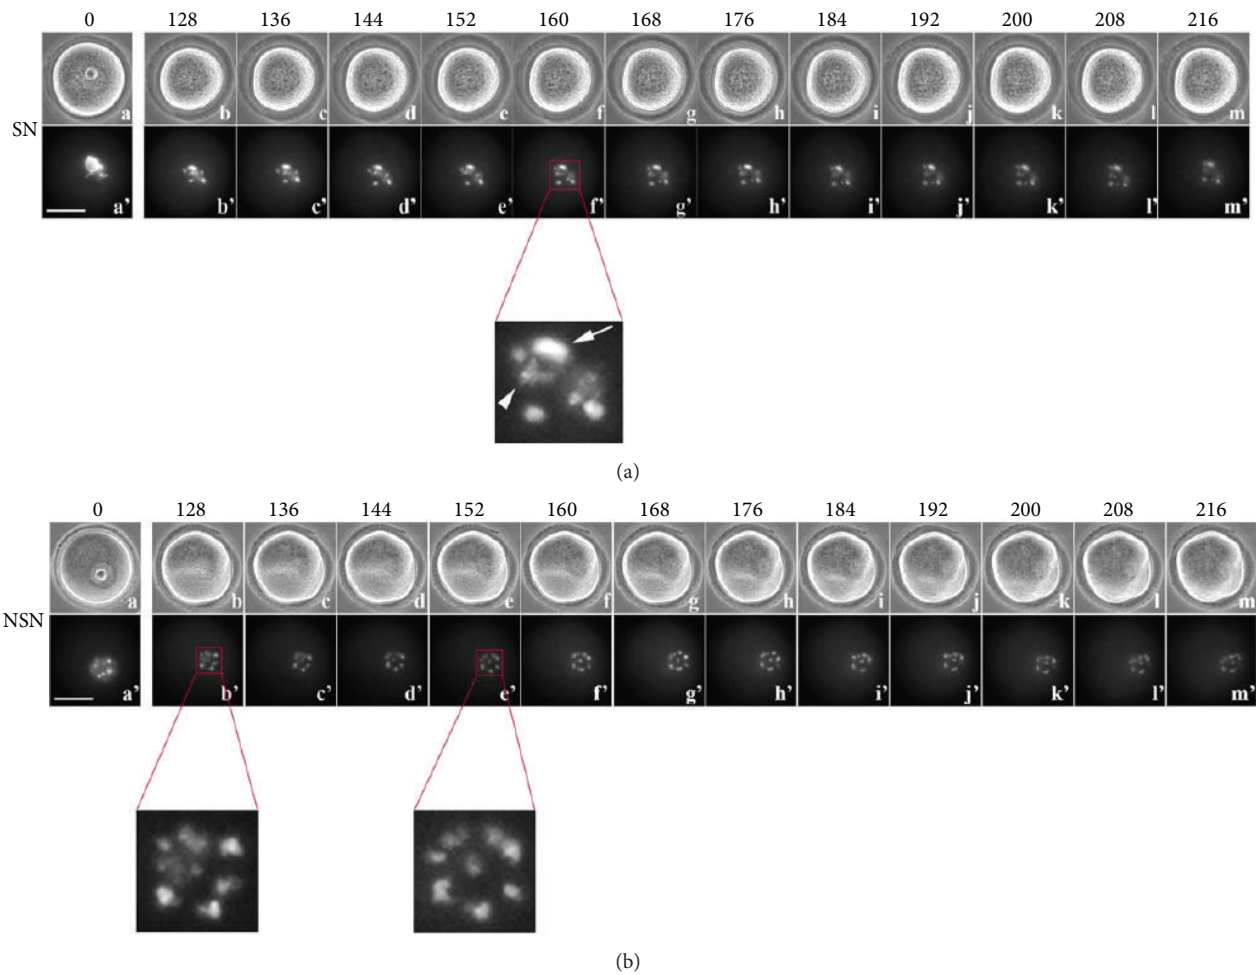 0 128 136 144 152 160 168 176 184 192 200 208 216
a b c d e f g h i j k l m
SN
a’ b’ c’ d’ e’ f’ g’ h’ i’ j’ k’ l’ m’
(a)
0 128 136 144 152 160 168 176 184 192 200 208 216
a b c d e f g h i j k l m
NSN
a’ b’ c’ d’ e’ f’ g’ h’ i’ j’ k’ l’ m’
(b)